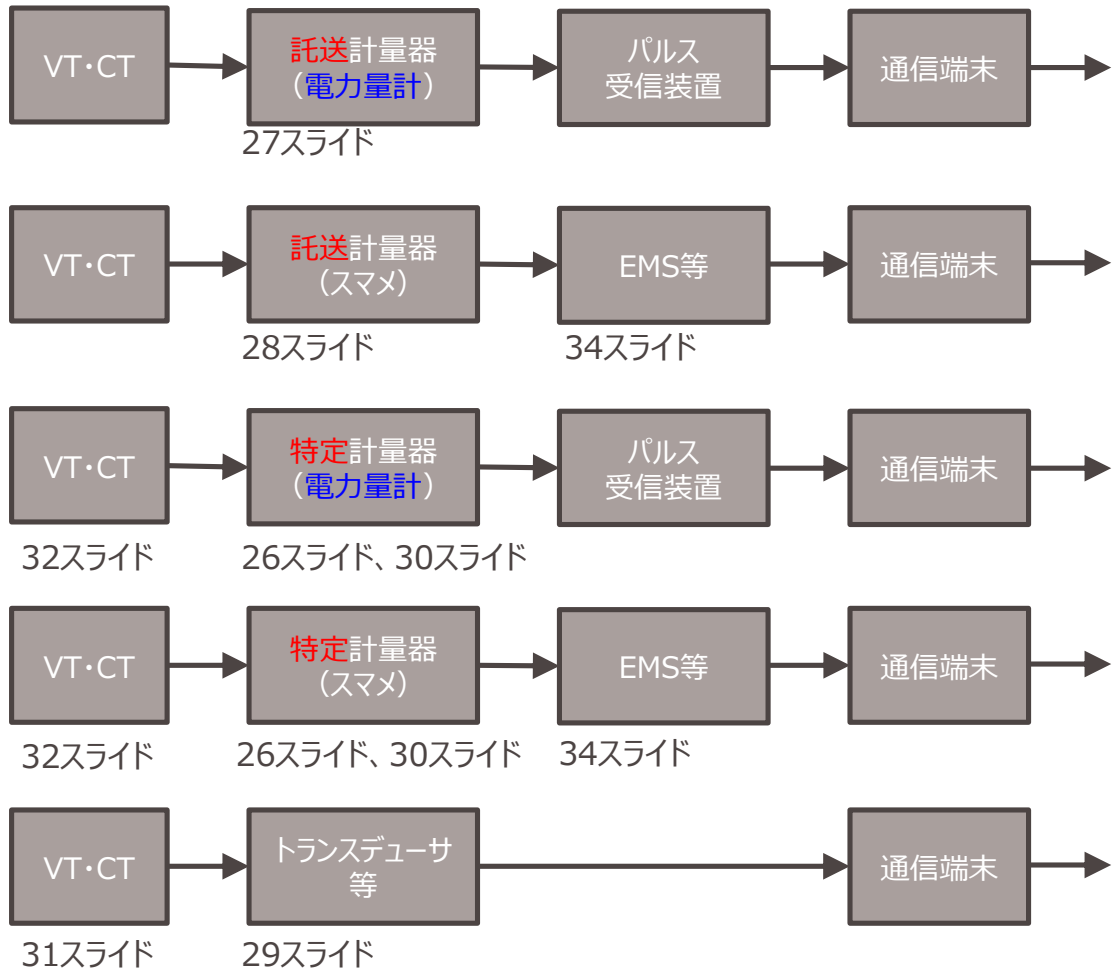 VT・CT
託送計量器
（電力量計）
パルス
受信装置
通信端末
27スライド
VT・CT
託送計量器
（スマメ）
EMS等
通信端末
28スライド
34スライド
VT・CT
特定計量器
（電力量計）
パルス
受信装置
通信端末
32スライド
26スライド、30スライド
VT・CT
特定計量器
（スマメ）
EMS等
通信端末
32スライド
26スライド、30スライド
34スライド
VT・CT
トランスデューサ
等
通信端末
31スライド
29スライド